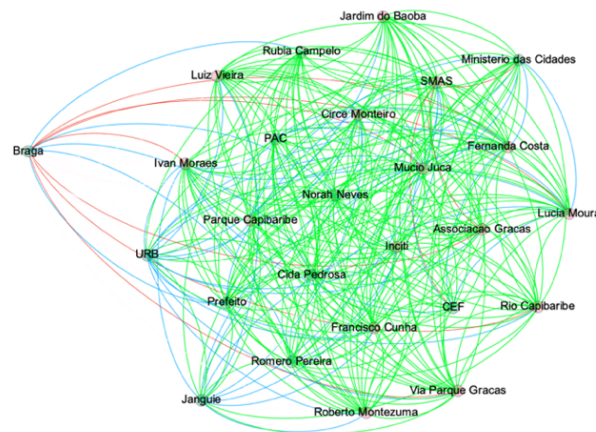 Jardim do Baoba
Rubia Campelo
Ministerio das Cidades
Luiz Vieira
SMAS
Circe Monteiro
PAC
Fernanda Costa
Braga
Ivan Moraes
Mucio Juca
Norah Neves
Parque Capibaribe
Lucia Moura
Associacao Gracas
URB
Inciti
Cida Pedrosa
Prefeito
CEF
Rio Capibaribe
Francisco Cunha
Romero Pereira
Via Parque Gracas
Janguie
Roberto Montezuma